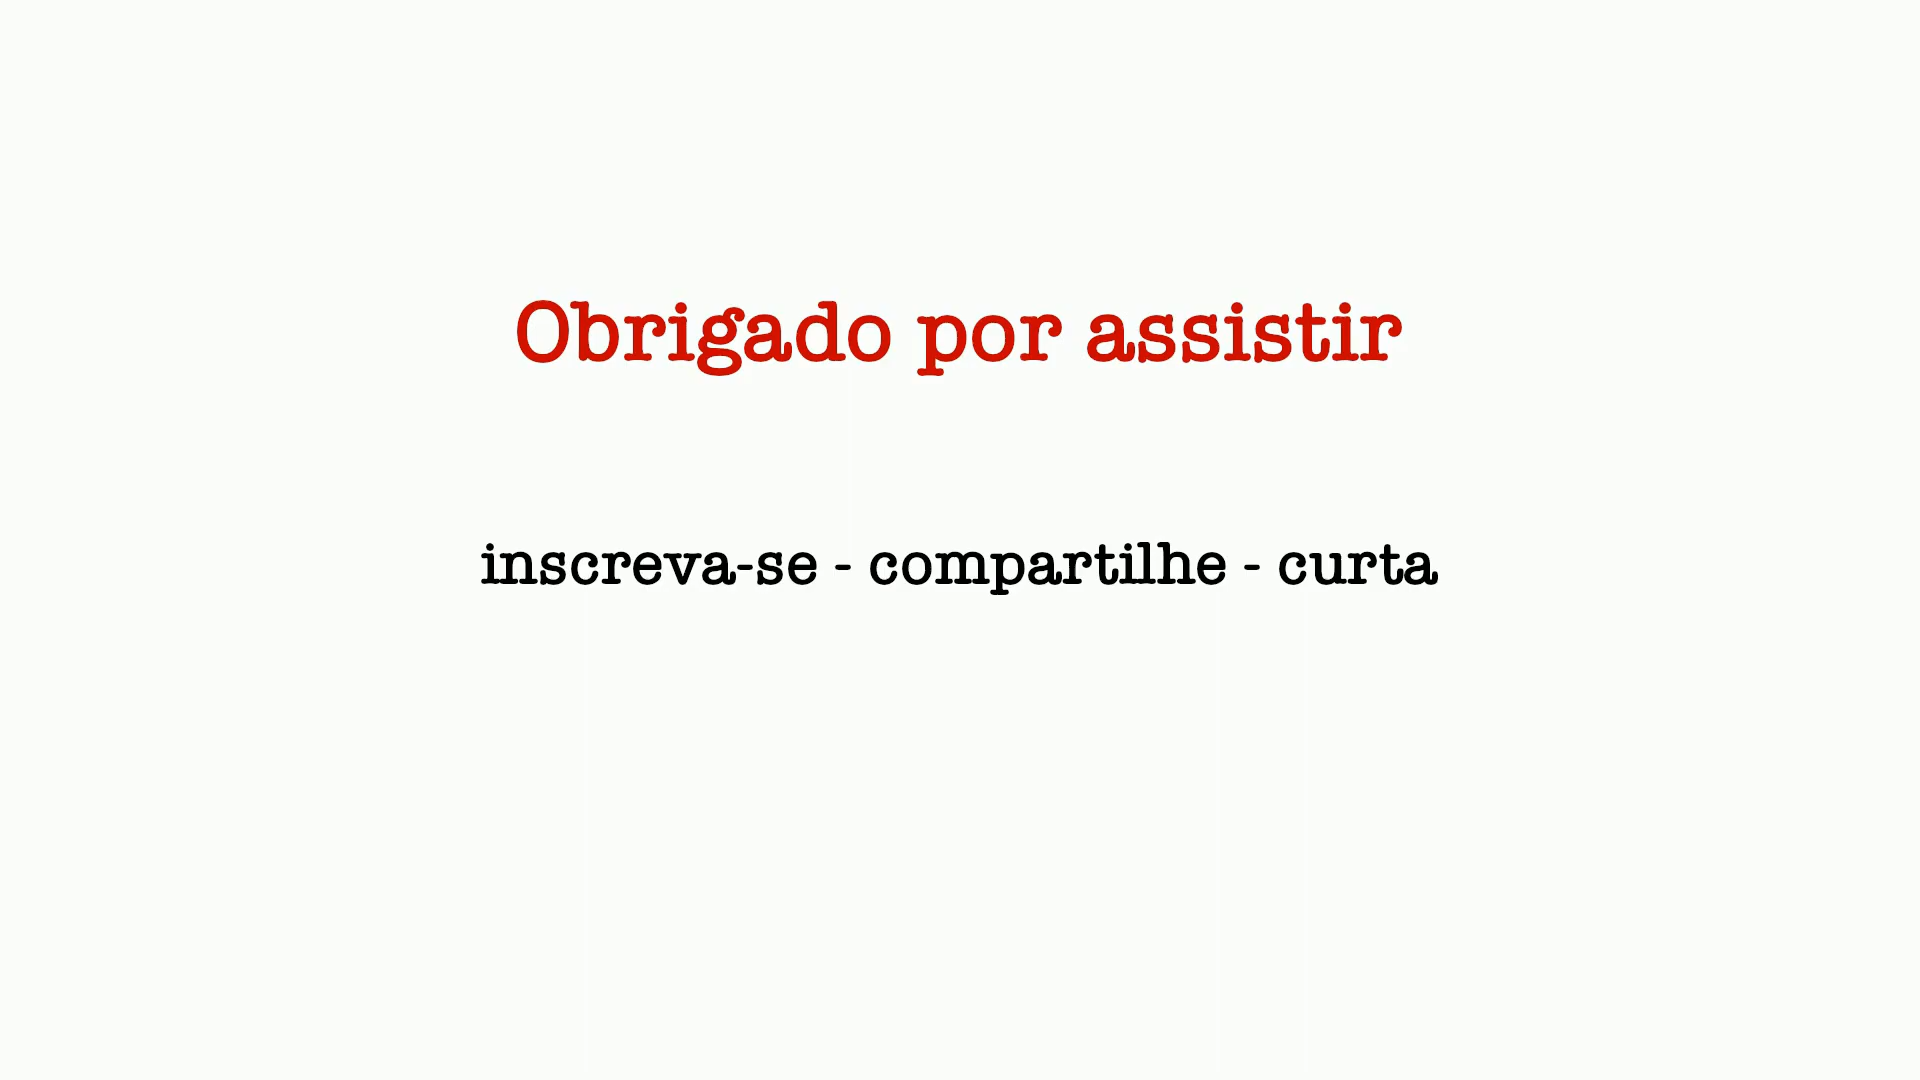 Obrigado por assistir
inscreva-se - compartilhe - curta